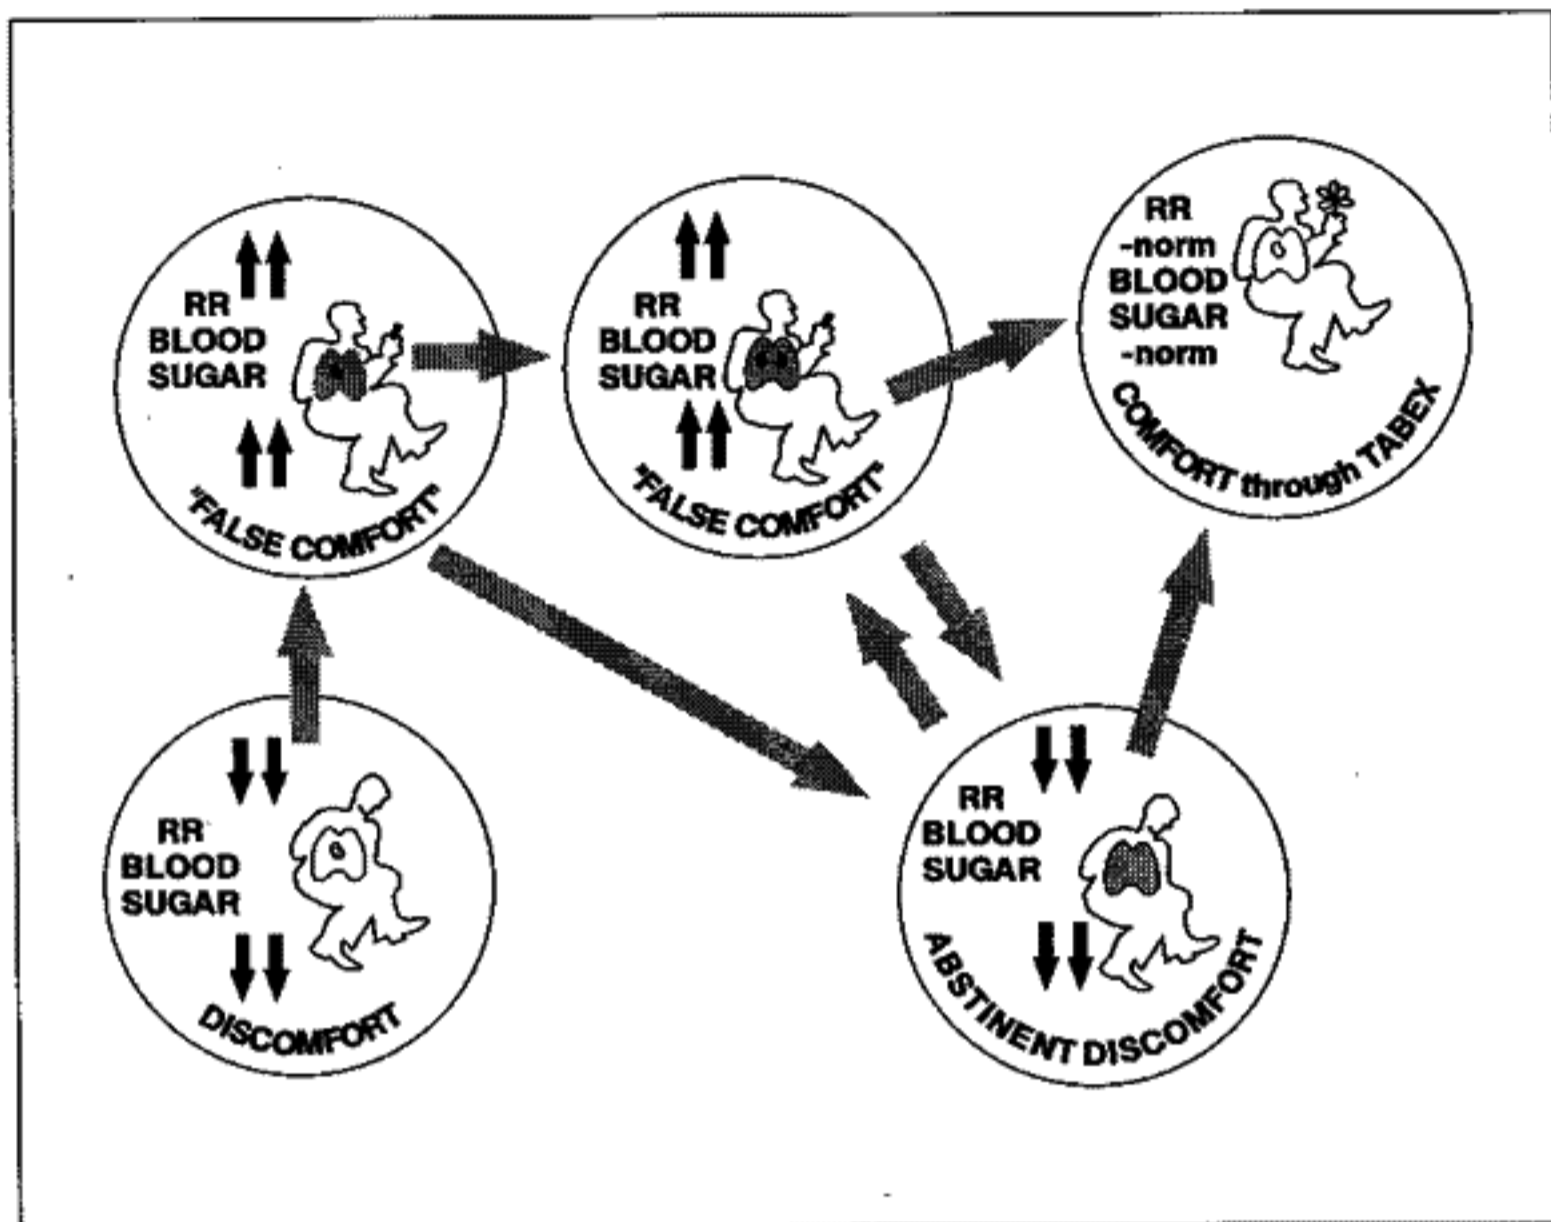 RR
BLOOD
SUGAR
"FALSE COMFORT"
RR
BLOOD
SUGAR
"FALSE COMFORT"
RR
-norm
BLOOD
SUGAR
-norm
COMFORT through TABEX
RR
BLOOD
SUGAR
DISCOMFORT
RR
BLOOD
SUGAR
ABSTINENT DISCOMFORT